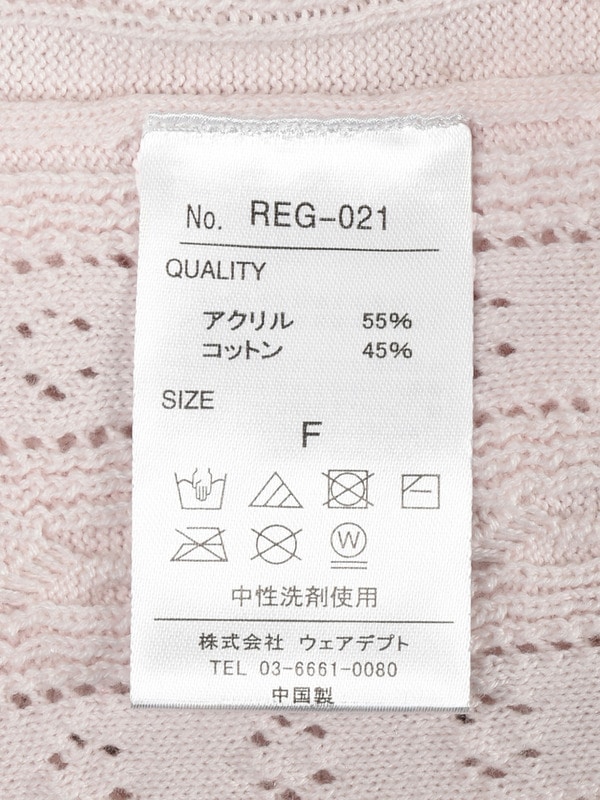 No. REG-021
QUALITY
アクリル 55%
コットン 45%
SIZE
F
W
中性洗剤使用
株式会社 ウェアデプト
TEL 03-6661-0080
中国製